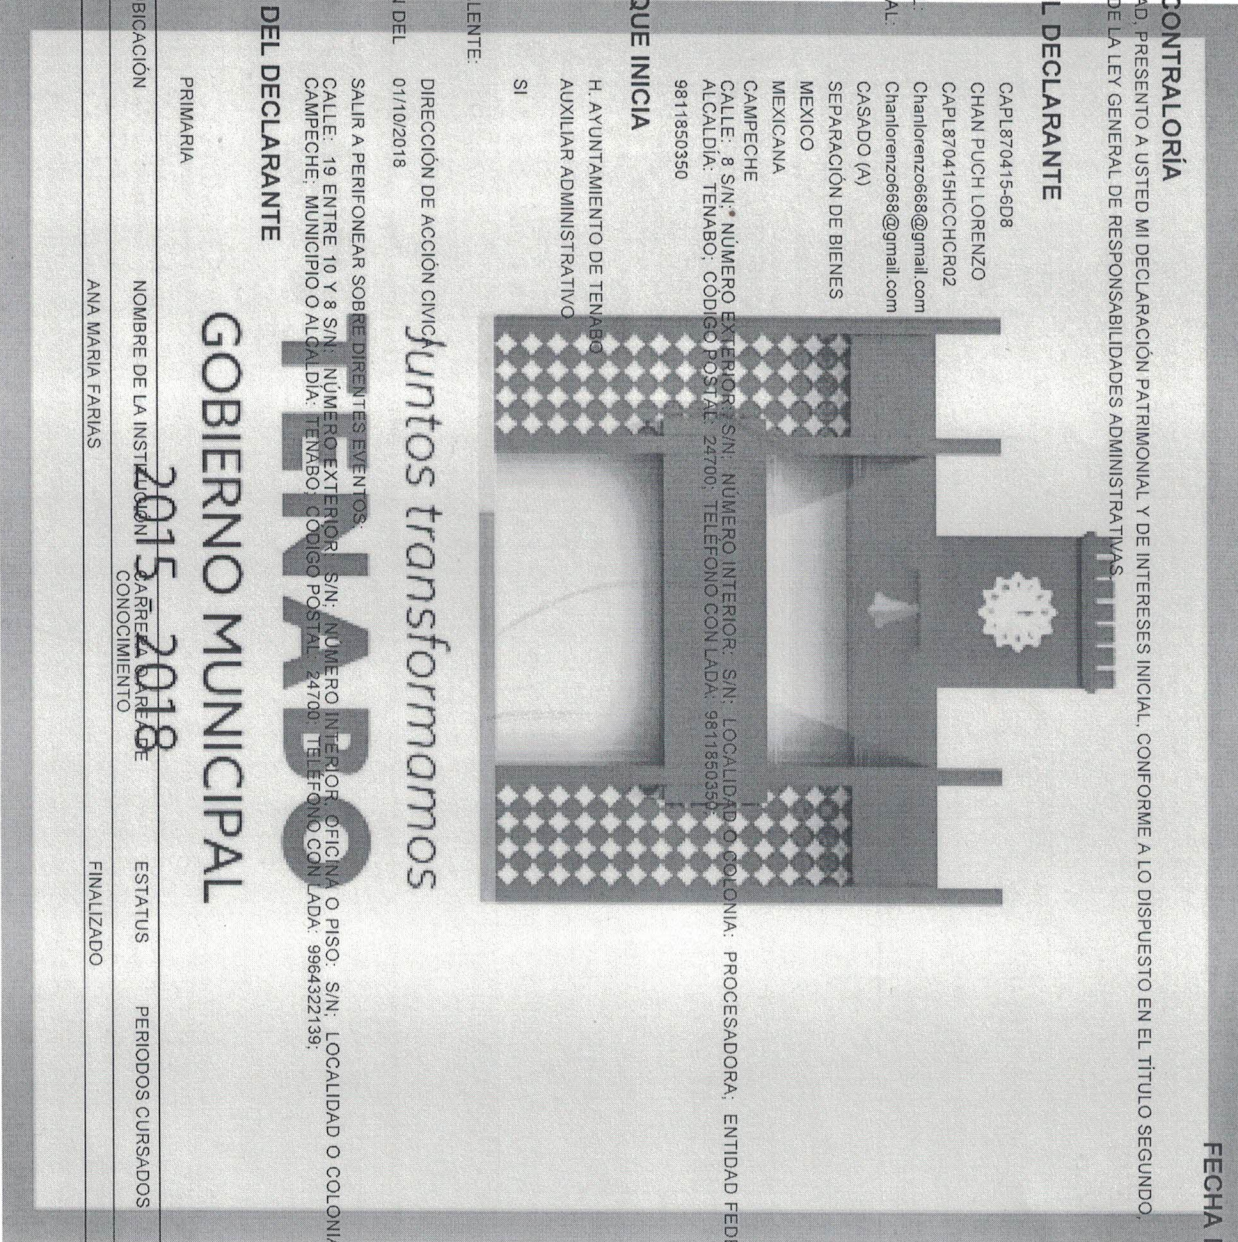 FECHA
CONTRALORÍA
AD, PRESENTO A USTED MI DECLARACIÓN PATRIMONIAL Y DE INTERESES INICIAL, CONFORME A LO DISPUESTO EN EL TÍTULO SEGUNDO,
DE LA LEY GENERAL DE RESPONSABILIDADES ADMINISTRATIVAS.
L DECLARANTE
CAPL870415-6D8
CHAN PUCH LORENZO
CAPL870415HCCHCR02
Chanlorenzo668@gmail.com
AL: Chanlorenzo668@gmail.com
CASADO (A)
SEPARACIÓN DE BIENES
MEXICO
MEXICANA
CAMPECHE
CALLE: 8 S/N; NÚMERO EXTERIOR: S/N; NÚMERO INTERIOR: S/N; LOCALIDAD O COLONIA: PROCESADORA; ENTIDAD FEDE
ALCALDÍA: TENABO; CÓDIGO POSTAL: 24700; TELÉFONO CON LADA: 9811850350;
9811850350
QUE INICIA
H. AYUNTAMIENTO DE TENABO
AUXILIAR ADMINISTRATIVO
SI
LENTE:
DIRECCIÓN DE ACCIÓN CIVICA
Juntos transformamos
N DEL 01/10/2018
SALIR A PERIFONEAR SOBRE DIRENTES EVENTOS;
TENABO
CALLE: 19 ENTRE 10 Y 8 S/N; NÚMERO EXTERIOR: S/N; NÚMERO INTERIOR, OFICINA O PISO: S/N; LOCALIDAD O COLONIA
CAMPECHE; MUNICIPIO O ALCALDÍA: TENABO; CÓDIGO POSTAL: 24700; TELÉFONO CON LADA: 9964322139;
DEL DECLARANTE
GOBIERNO MUNICIPAL
PRIMARIA
2015 - 2018
BICACIÓN NOMBRE DE LA INSTITUCIÓN CARRERA O ÁREA DE CONOCIMIENTO ESTATUS PERIODOS CURSADOS
ANA MARIA FARIAS FINALIZADO